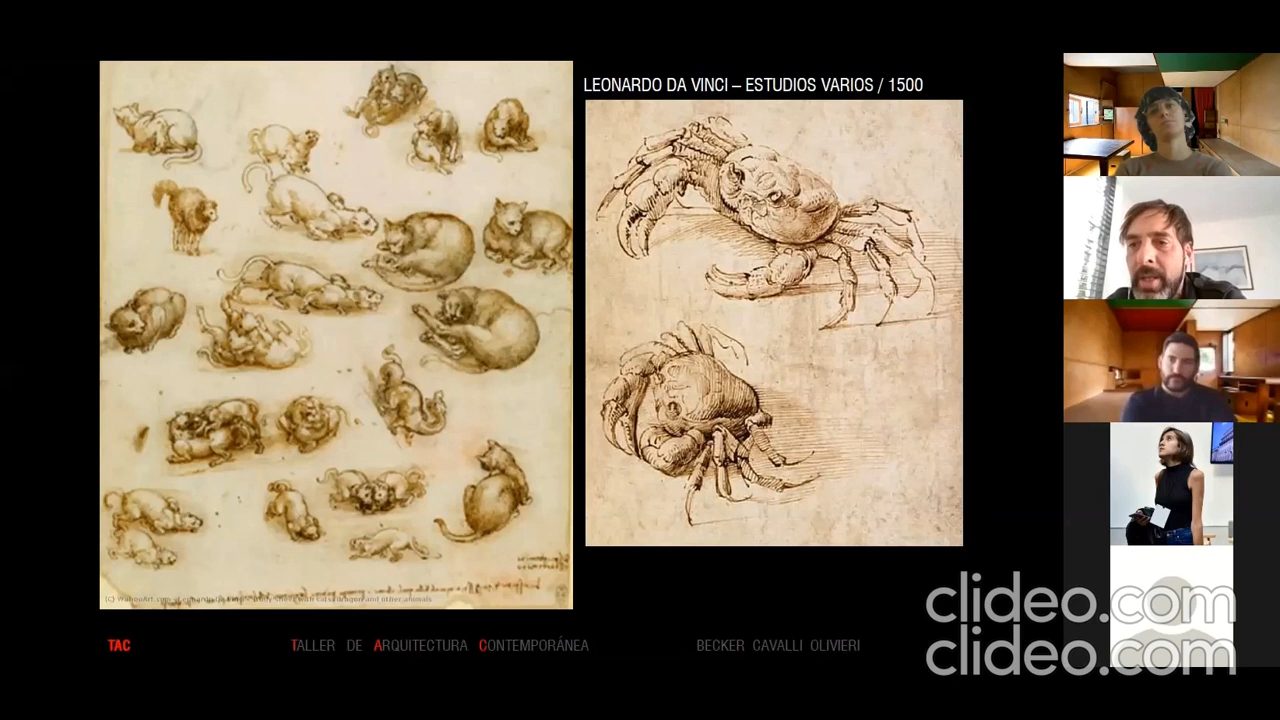 LEONARDO DA VINCI – ESTUDIOS VARIOS / 1500
TAC
TALLER DE ARQUITECTURA CONTEMPORÁNEA
BECKER CAVALLI OLIVIERI
clideo.com
clideo.com